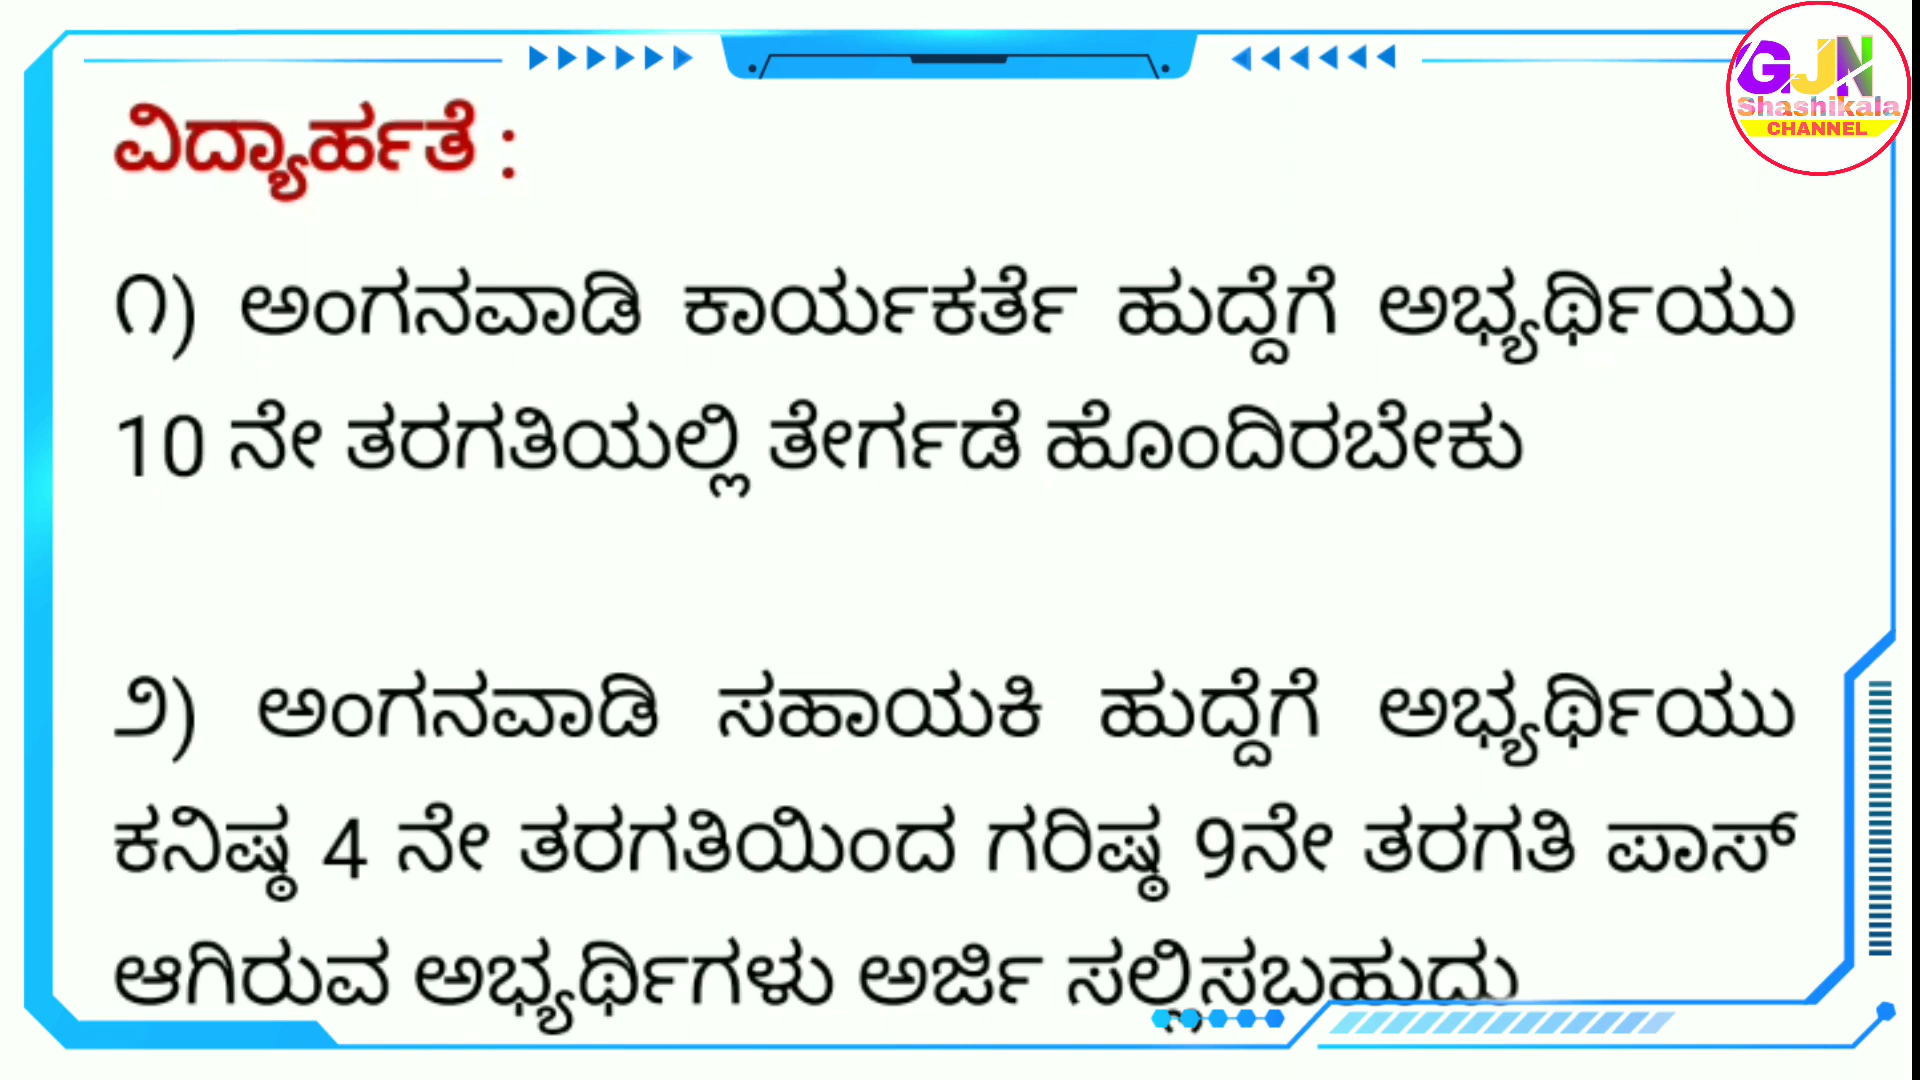 GJN
Shashikala
CHANNEL
ವಿದ್ಯಾರ್ಹತೆ :
೧) ಅಂಗನವಾಡಿ ಕಾರ್ಯಕರ್ತೆ ಹುದ್ದೆಗೆ ಅಭ್ಯರ್ಥಿಯು
10 ನೇ ತರಗತಿಯಲ್ಲಿ ತೇರ್ಗಡೆ ಹೊಂದಿರಬೇಕು
೨) ಅಂಗನವಾಡಿ ಸಹಾಯಕಿ ಹುದ್ದೆಗೆ ಅಭ್ಯರ್ಥಿಯು
ಕನಿಷ್ಠ 4 ನೇ ತರಗತಿಯಿಂದ ಗರಿಷ್ಠ 9ನೇ ತರಗತಿ ಪಾಸ್
ಆಗಿರುವ ಅಭ್ಯರ್ಥಿಗಳು ಅರ್ಜಿ ಸಲ್ಲಿಸಬಹುದು